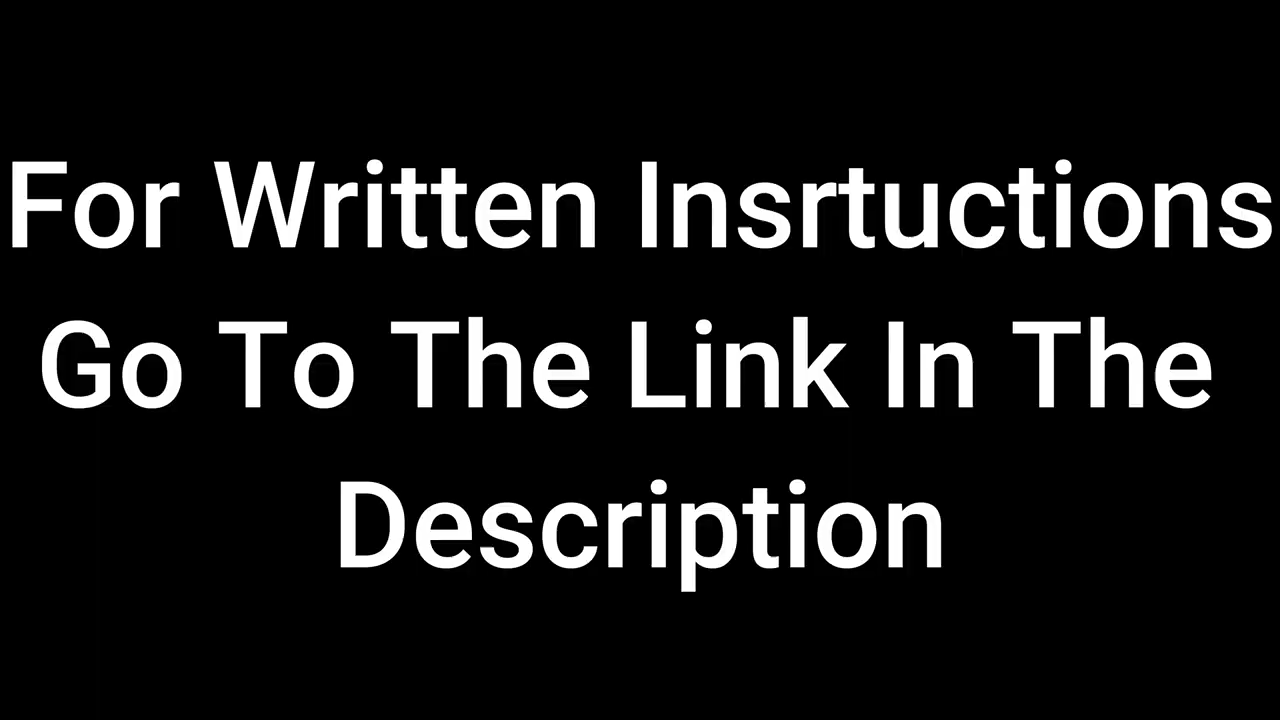 For Written Insrtuctions
Go To The Link In The
Description